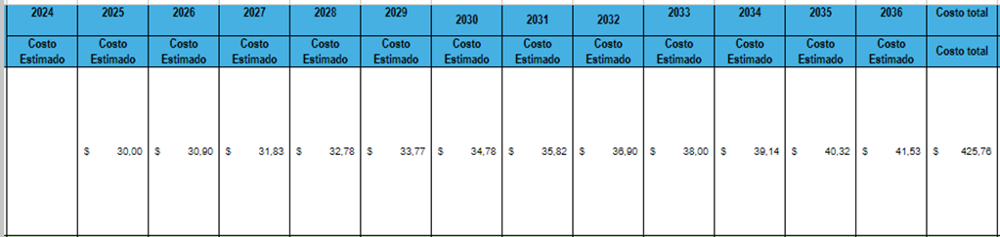 2024 2025 2026 2027 2028 2029 2030 2031 2032 2033 2034 2035 2036 Costo total
Costo Estimado Costo Estimado Costo Estimado Costo Estimado Costo Estimado Costo Estimado Costo Estimado Costo Estimado Costo Estimado Costo Estimado Costo Estimado Costo Estimado Costo Estimado Costo total
$ 30,00 $ 30,90 $ 31,83 $ 32,78 $ 33,77 $ 34,78 $ 35,82 $ 36,90 $ 38,00 $ 39,14 $ 40,32 $ 41,53 $ 425,76